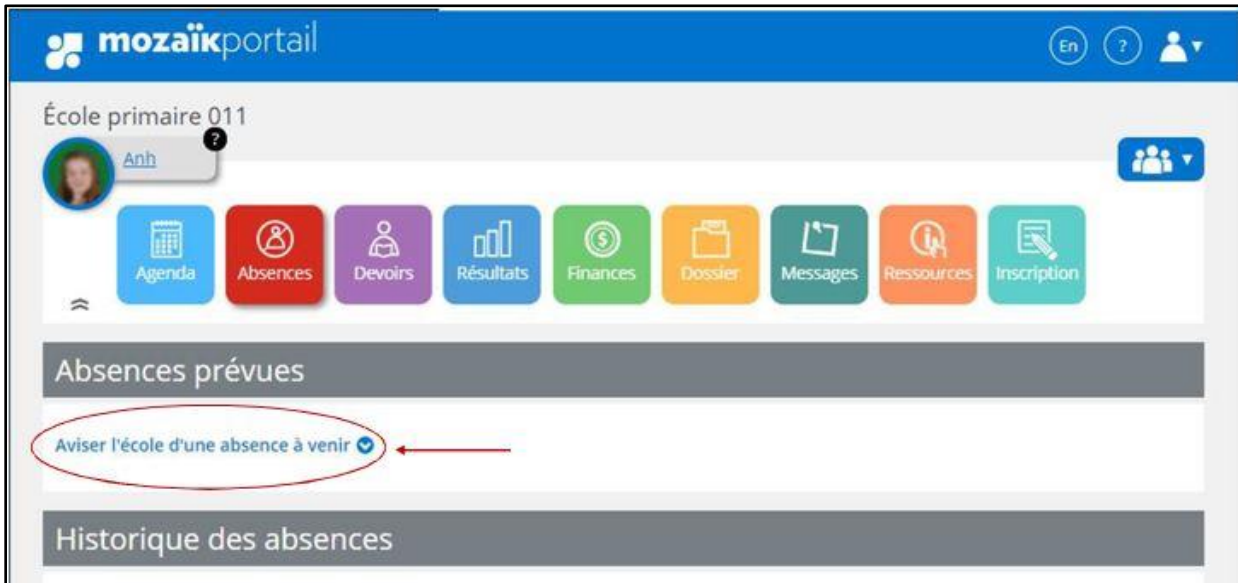 mozaïkportail
En ?
École primaire 011
Anh ?
Agenda Absences Devoirs Résultats Finances Dossier Messages Ressources Inscription
Absences prévues
Aviser l'école d'une absence à venir
Historique des absences